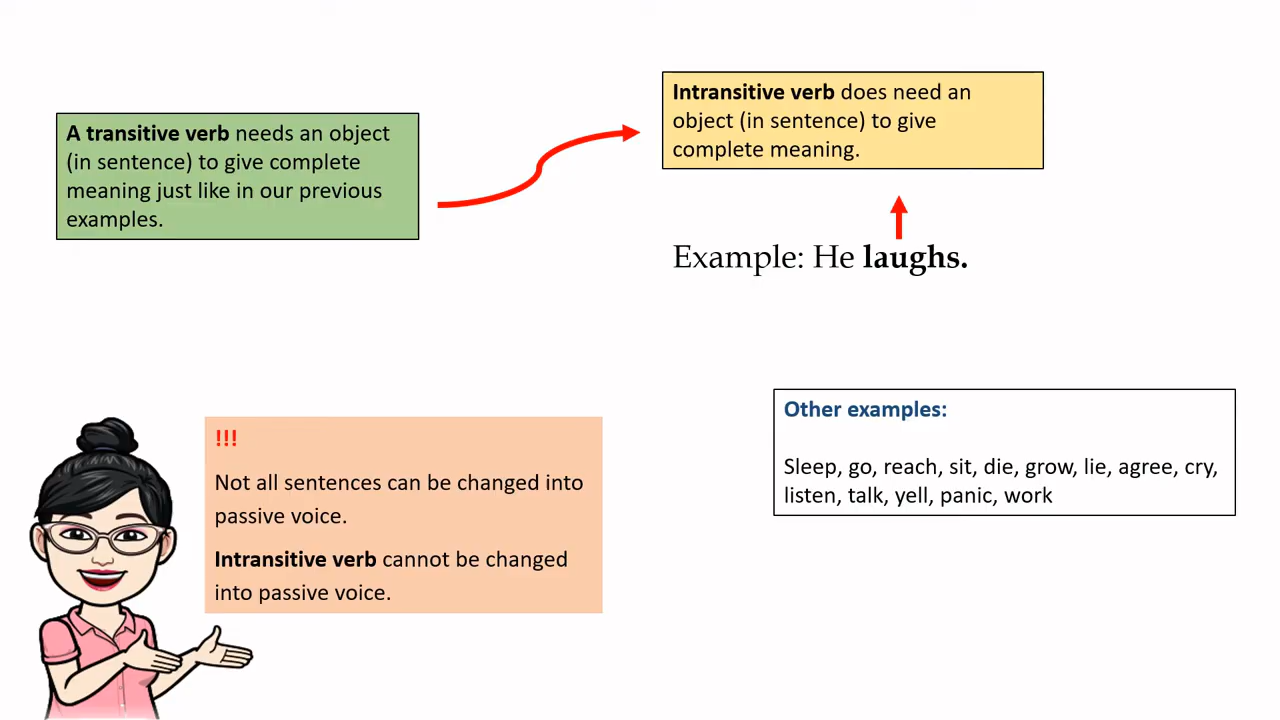 A transitive verb needs an object
(in sentence) to give complete
meaning just like in our previous
examples.
Intransitive verb does need an
object (in sentence) to give
complete meaning.
Example: He laughs.
!!!
Not all sentences can be changed into
passive voice.
Intransitive verb cannot be changed
into passive voice.
Other examples:
Sleep, go, reach, sit, die, grow, lie, agree, cry,
listen, talk, yell, panic, work